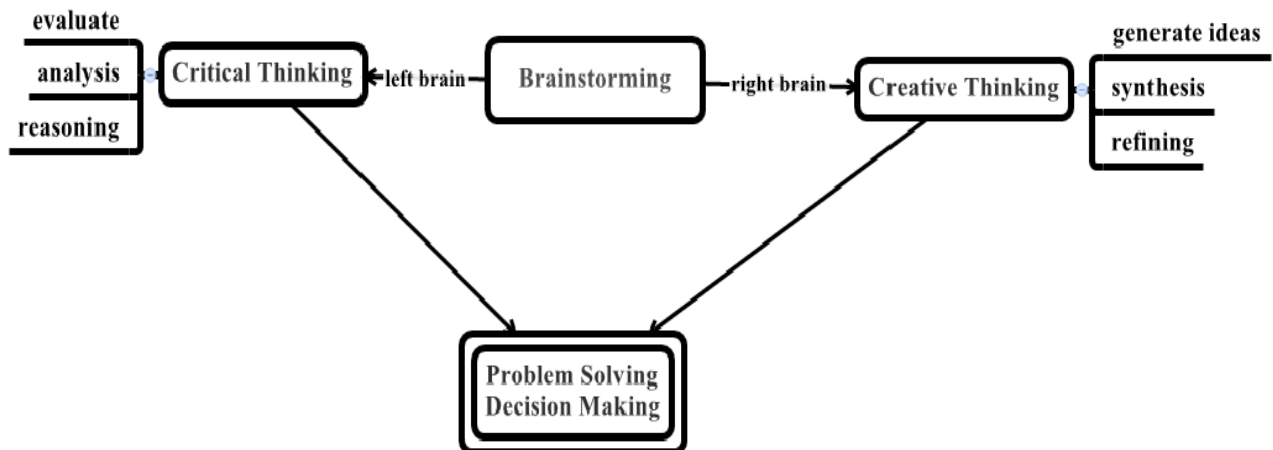 evaluate
analysis
reasoning
Critical Thinking
left brain
Brainstorming
right brain
Creative Thinking
generate ideas
synthesis
refining
Problem Solving
Decision Making